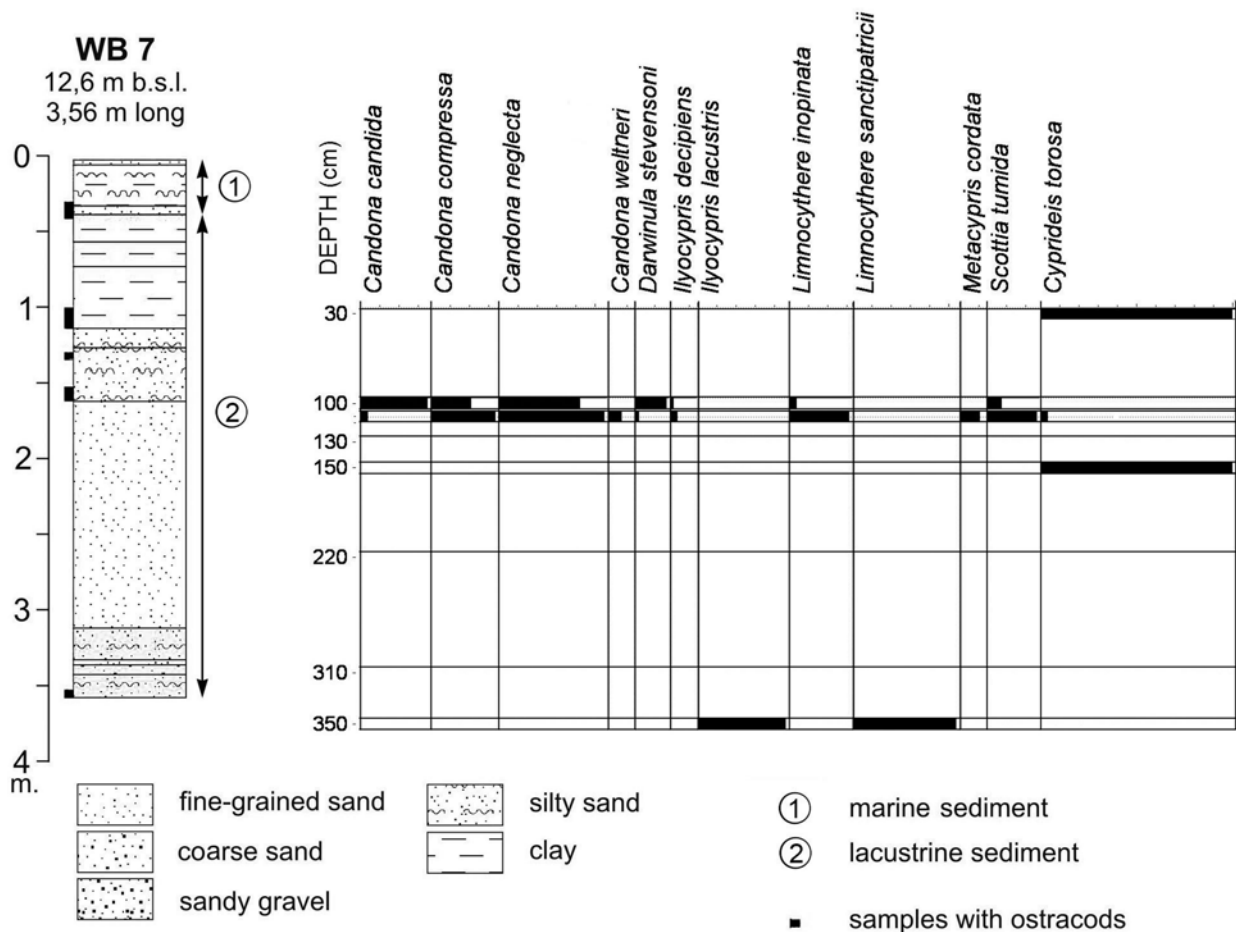 WB 7
12,6 m b.s.l.
3,56 m long
0
1
2
3
4
m.
1
2
DEPTH (cm)
Candona candida
Candona compressa
Candona neglecta
Candona weltneri
Darwinula stevensoni
Ilyocypris decipiens
Ilyocypris lacustris
Limnocythere inopinata
Limnocythere sanctipatricii
Metacypris cordata
Scottia tumida
Cyprideis torosa
30
100
130
150
220
310
350
fine-grained sand
coarse sand
sandy gravel
silty sand
clay
1 marine sediment
2 lacustrine sediment
samples with ostracods